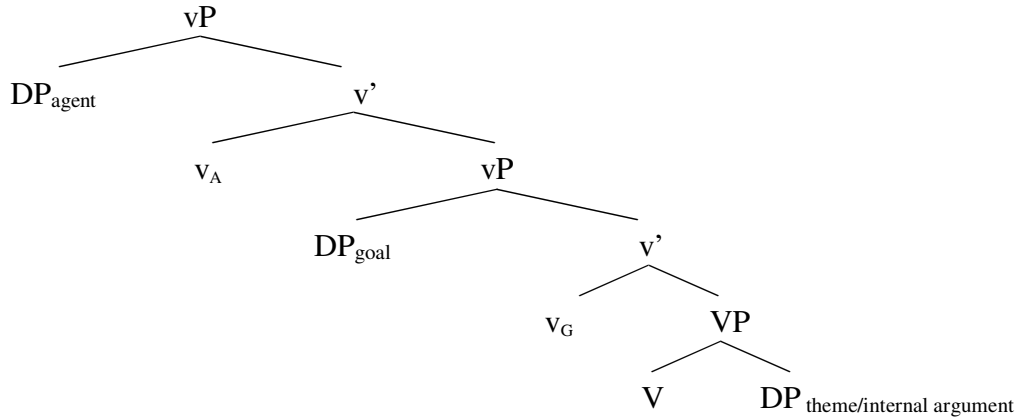 vP
DPagent v’
vA vP
DPgoal v’
vG VP
V DP theme/internal argument